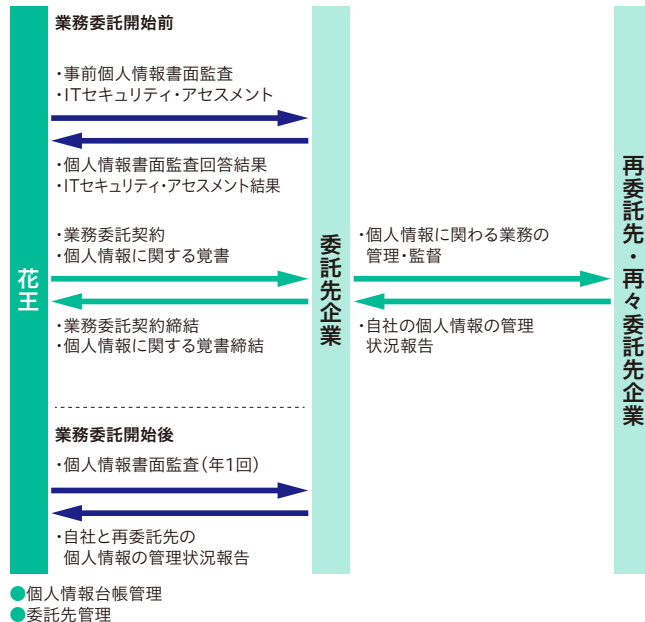 業務委託開始前
・事前個人情報書面監査
・ITセキュリティ・アセスメント
・個人情報書面監査回答結果
・ITセキュリティ・アセスメント結果
・業務委託契約
・個人情報に関する覚書
・業務委託契約締結
・個人情報に関する覚書締結
業務委託開始後
・個人情報書面監査(年1回)
・自社と再委託先の
個人情報の管理状況報告
花王
委託先企業
・個人情報に関わる業務の
管理・監督
・自社の個人情報の管理
状況報告
再委託先・再々委託先企業
●個人情報台帳管理
●委託先管理